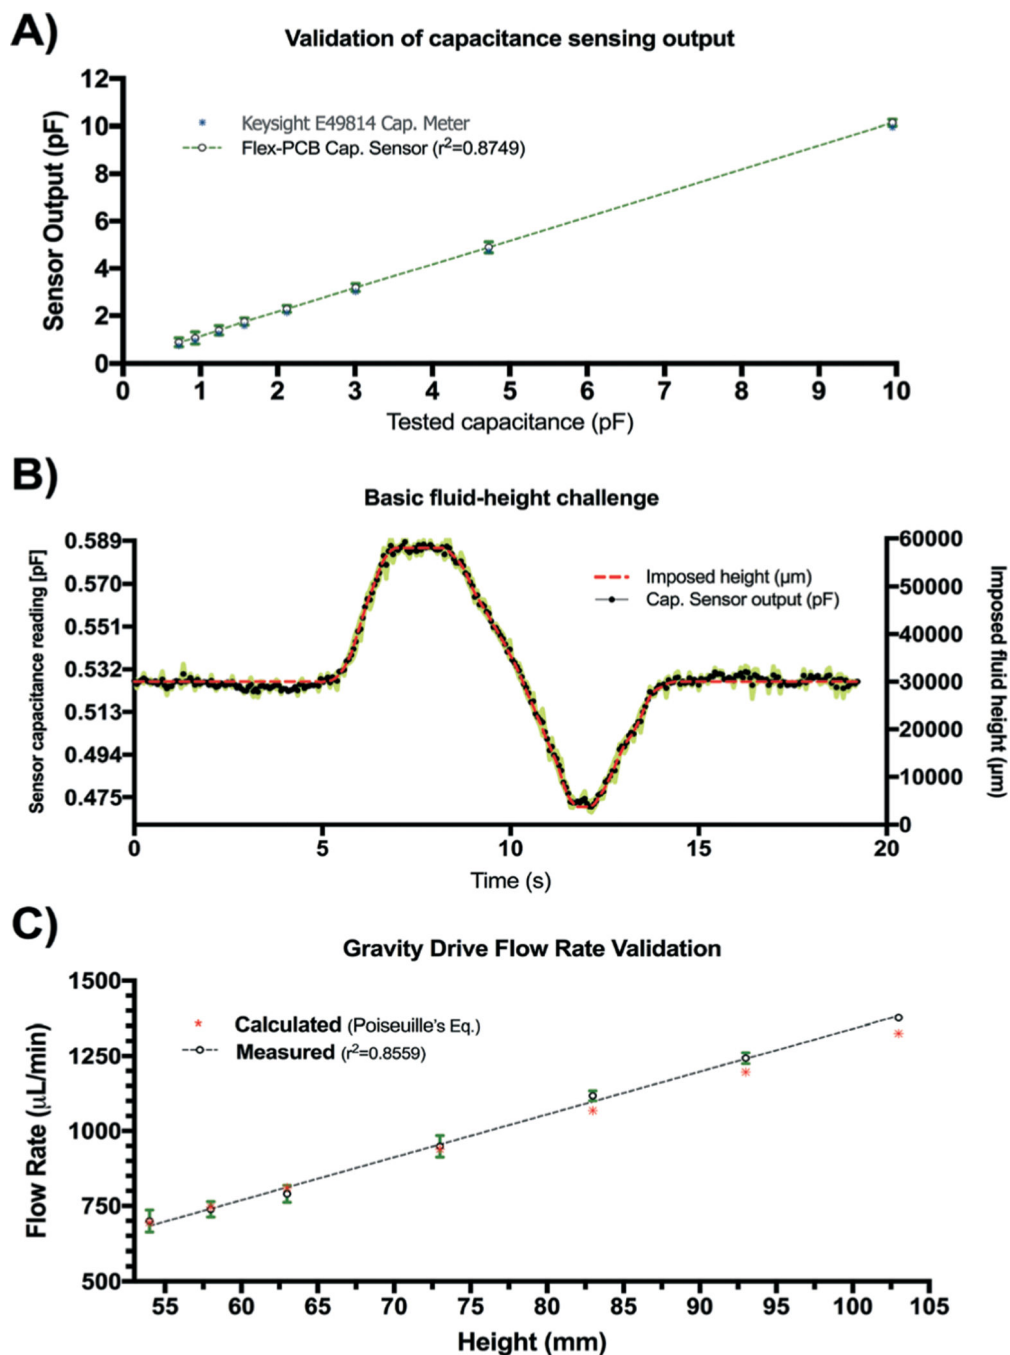 A)
Validation of capacitance sensing output
Sensor Output (pF)
12
10
8
6
4
2
0
Keysight E49814 Cap. Meter
Flex-PCB Cap. Sensor (r²=0.8749)
0 1 2 3 4 5 6 7 8 9 10
Tested capacitance (pF)
B)
Basic fluid-height challenge
Sensor capacitance reading [pF]
0.589
0.570
0.551
0.532
0.513
0.494
0.475
Imposed height (μm)
Cap. Sensor output (pF)
60000
50000
40000
30000
20000
10000
0
Imposed fluid
height (μm)
0 5 10 15 20
Time (s)
C)
Gravity Drive Flow Rate Validation
Flow Rate (μL/min)
1500
1250
1000
750
500
Calculated (Poiseuille's Eq.)
Measured (r²=0.8559)
55 60 65 70 75 80 85 90 95 100 105
Height (mm)